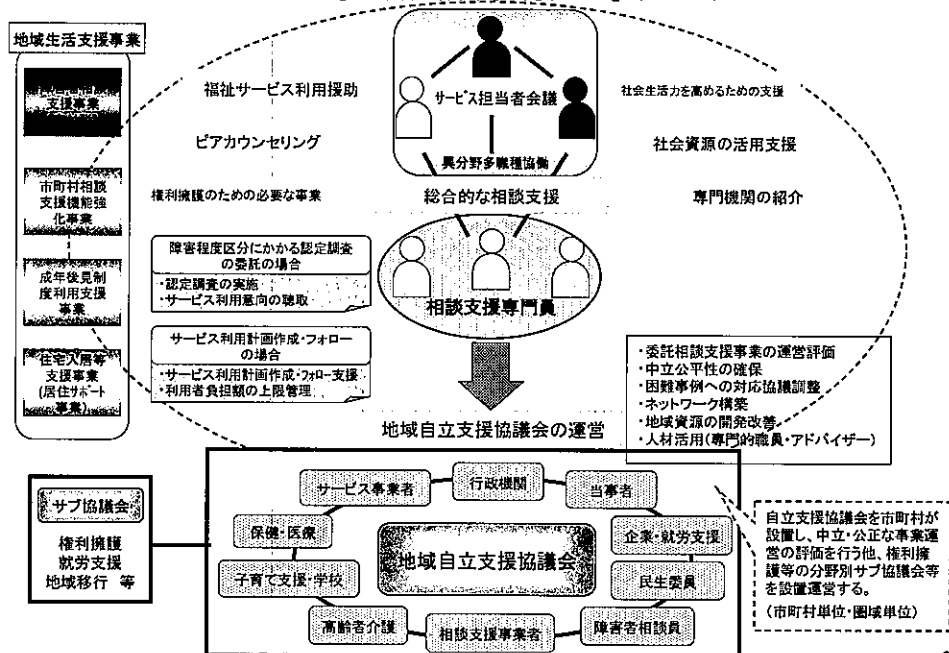 地域生活支援事業
支援事業
市町村相談
支援機能強
化事業
成年後見制
度利用支援
事業
住宅入居等
支援事業
(居住サポート
事業)
福祉サービス利用援助
ピアカウンセリング
権利擁護のための必要な事業
サービス担当者会議
異分野多職種協働
総合的な相談支援
社会生活力を高めるための支援
社会資源の活用支援
専門機関の紹介
障害程度区分にかかる認定調査
の委託の場合
・認定調査の実施
・サービス利用意向の聴取
サービス利用計画作成・フォロー
の場合
・サービス利用計画作成・フォロー支援
・利用者負担額の上限管理
相談支援専門員
・委託相談支援事業の運営評価
・中立公平性の確保
・困難事例への対応協議調整
・ネットワーク構築
・地域資源の開発改善
・人材活用(専門的職員・アドバイザー)
地域自立支援協議会の運営
サブ協議会
権利擁護
就労支援
地域移行 等
サービス事業者
行政機関
当事者
保健・医療
企業・就労支援
地域自立支援協議会
子育て支援・学校
民生委員
高齢者介護
相談支援事業者
障害者相談員
自立支援協議会を市町村が
設置し、中立・公正な事業運
営の評価を行う他、権利擁
護等の分野別サブ協議会等
を設置運営する。
(市町村単位・圏域単位)